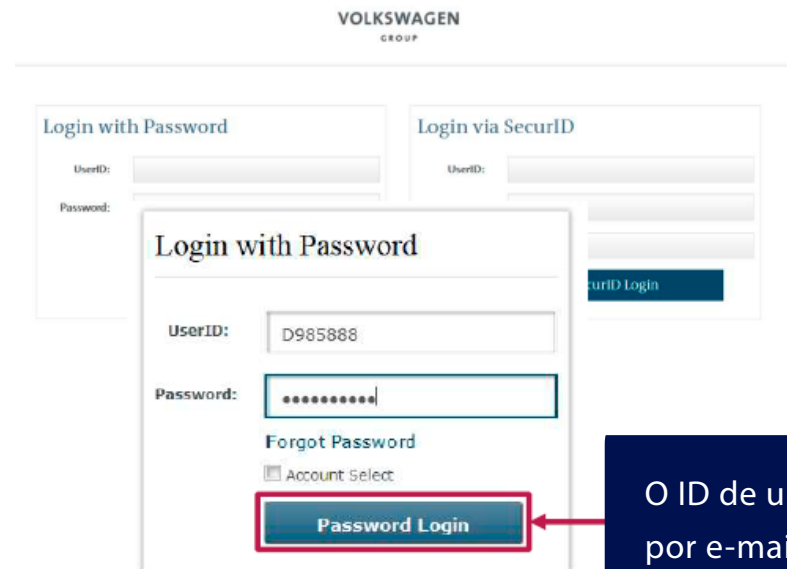 VOLKSWAGEN
GROUP
Login with Password
UserID:
Password:
Login via SecurID
UserID:
Login
Login with Password
UserID:
D985888
Password:
Forgot Password
Account Select
Password Login
O ID de
por